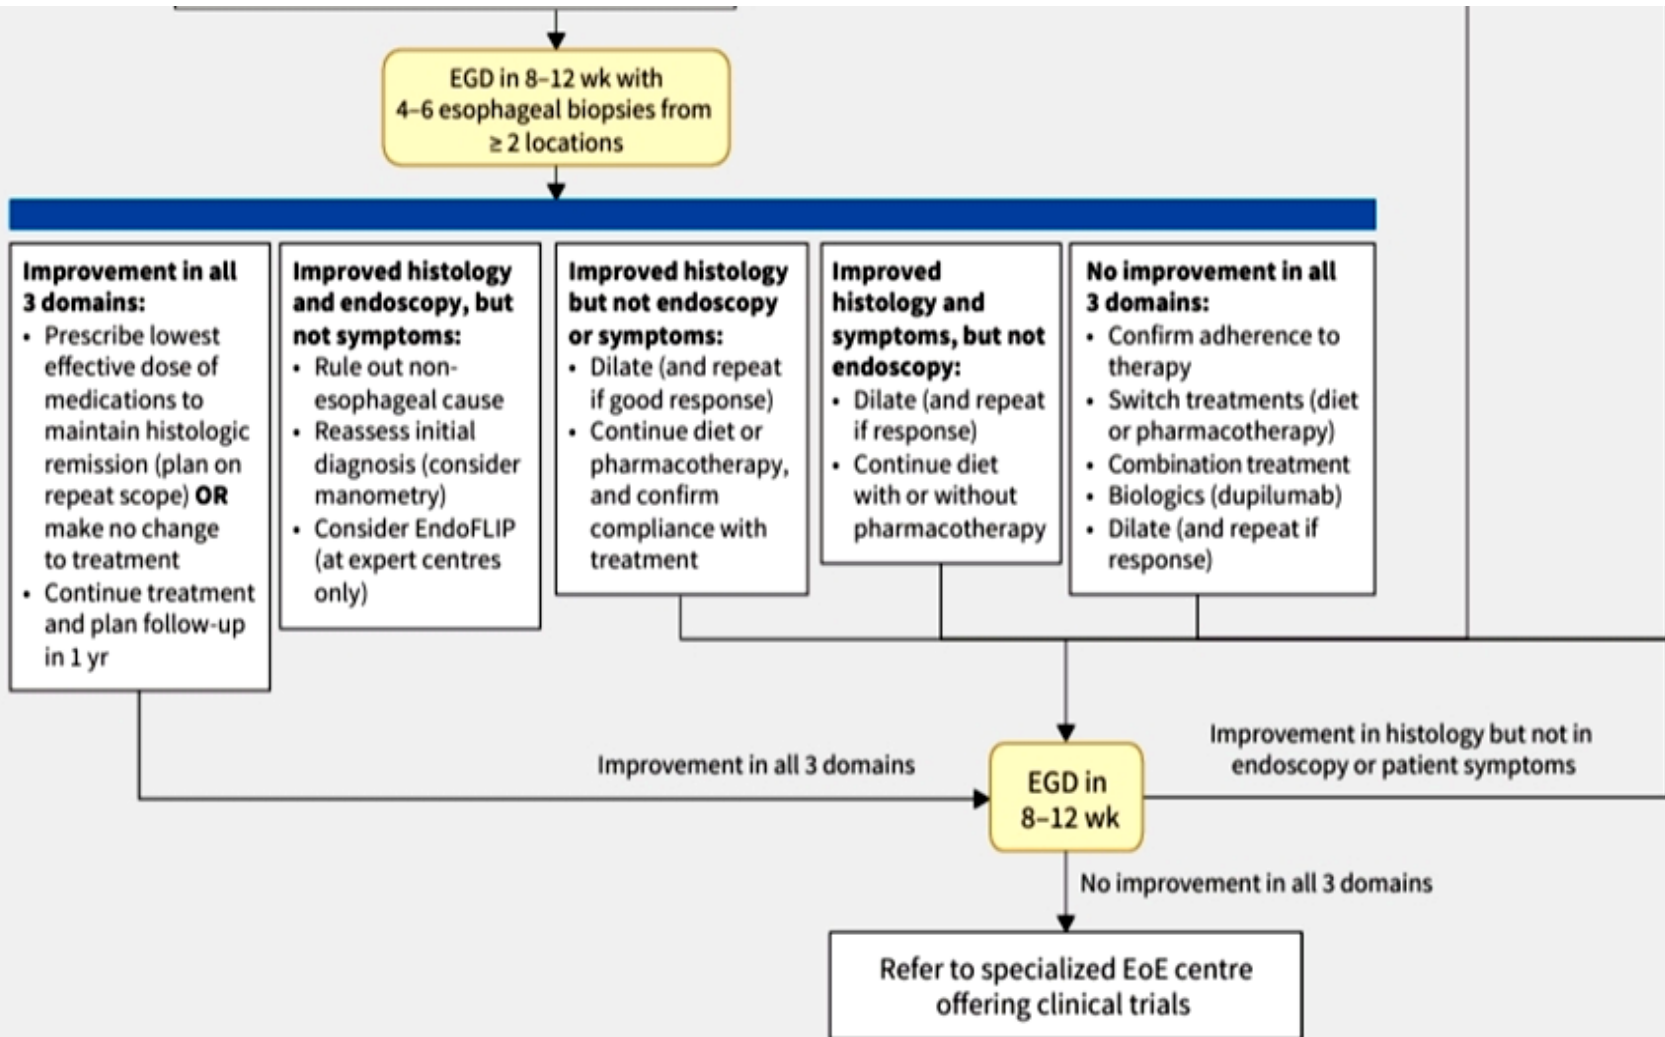 EGD in 8–12 wk with
4–6 esophageal biopsies from
≥ 2 locations
Improvement in all
3 domains:
• Prescribe lowest
effective dose of
medications to
maintain histologic
remission (plan on
repeat scope) OR
make no change
to treatment
• Continue treatment
and plan follow-up
in 1 yr
Improved histology
and endoscopy, but
not symptoms:
• Rule out non-
esophageal cause
• Reassess initial
diagnosis (consider
manometry)
• Consider EndoFLIP
(at expert centres
only)
Improved histology
but not endoscopy
or symptoms:
• Dilate (and repeat
if good response)
• Continue diet or
pharmacotherapy,
and confirm
compliance with
treatment
Improved
histology and
symptoms, but not
endoscopy:
• Dilate (and repeat
if response)
• Continue diet
with or without
pharmacotherapy
No improvement in all
3 domains:
• Confirm adherence to
therapy
• Switch treatments (diet
or pharmacotherapy)
• Combination treatment
• Biologics (dupilumab)
• Dilate (and repeat if
response)
Improvement in all 3 domains
EGD in
8–12 wk
Improvement in histology but not in
endoscopy or patient symptoms
No improvement in all 3 domains
Refer to specialized EoE centre
offering clinical trials